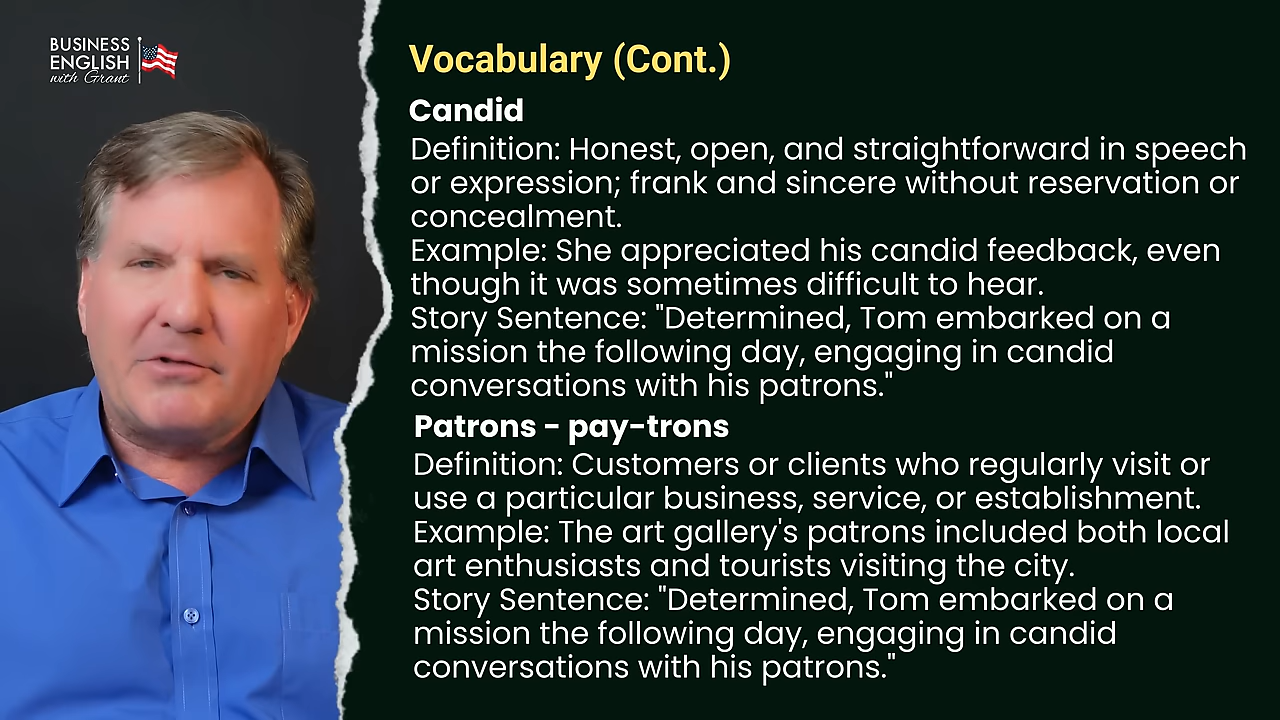 BUSINESS
ENGLISH
with Grant
Vocabulary (Cont.)
Candid
Definition: Honest, open, and straightforward in speech
or expression; frank and sincere without reservation or
concealment.
Example: She appreciated his candid feedback, even
though it was sometimes difficult to hear.
Story Sentence: "Determined, Tom embarked on a
mission the following day, engaging in candid
conversations with his patrons."
Patrons - pay-trons
Definition: Customers or clients who regularly visit or
use a particular business, service, or establishment.
Example: The art gallery's patrons included both local
art enthusiasts and tourists visiting the city.
Story Sentence: "Determined, Tom embarked on a
mission the following day, engaging in candid
conversations with his patrons."